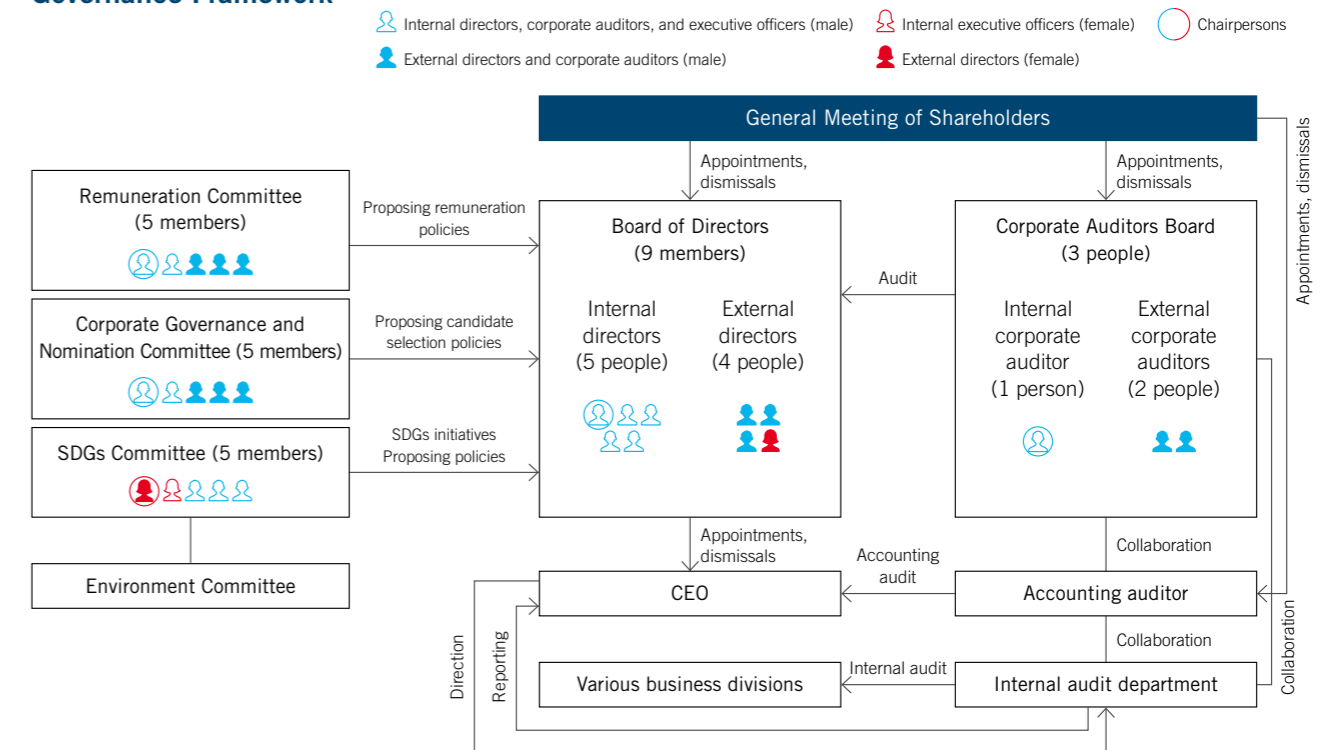 Governance Framework
Internal directors, corporate auditors, and executive officers (male)
Internal executive officers (female)
Chairpersons
External directors and corporate auditors (male)
External directors (female)
General Meeting of Shareholders
Appointments,
dismissals
Appointments,
dismissals
Appointments, dismissals
Remuneration Committee
(5 members)
Proposing remuneration
policies
Board of Directors
(9 members)
Corporate Auditors Board
(3 people)
Audit
Corporate Governance and
Nomination Committee (5 members)
Proposing candidate
selection policies
Internal
directors
(5 people)
External
directors
(4 people)
Internal
corporate
auditor
(1 person)
External
corporate
auditors
(2 people)
SDGs Committee (5 members)
SDGs initiatives
Proposing policies
Environment Committee
Appointments,
dismissals
Collaboration
Accounting
audit
CEO
Accounting auditor
Collaboration
Collaboration
Direction
Reporting
Various business divisions
Internal audit
Internal audit department